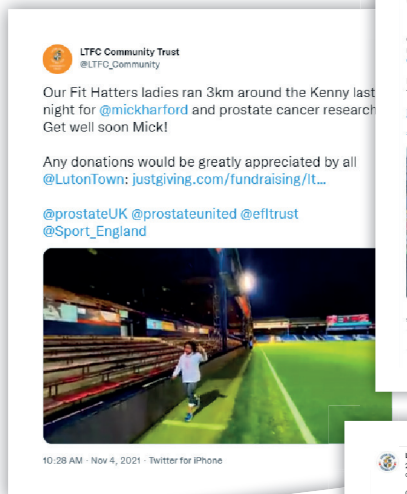 LTFC Community Trust
@LTFC_Community
Our Fit Hatters ladies ran 3km around the Kenny last
night for @mickharford and prostate cancer research
Get well soon Mick!
Any donations would be greatly appreciated by all
@LutonTown: justgiving.com/fundraising/lt...
@prostateUK @prostateunited @efltrust
@Sport_England
10:28 AM · Nov 4, 2021 · Twitter for iPhone